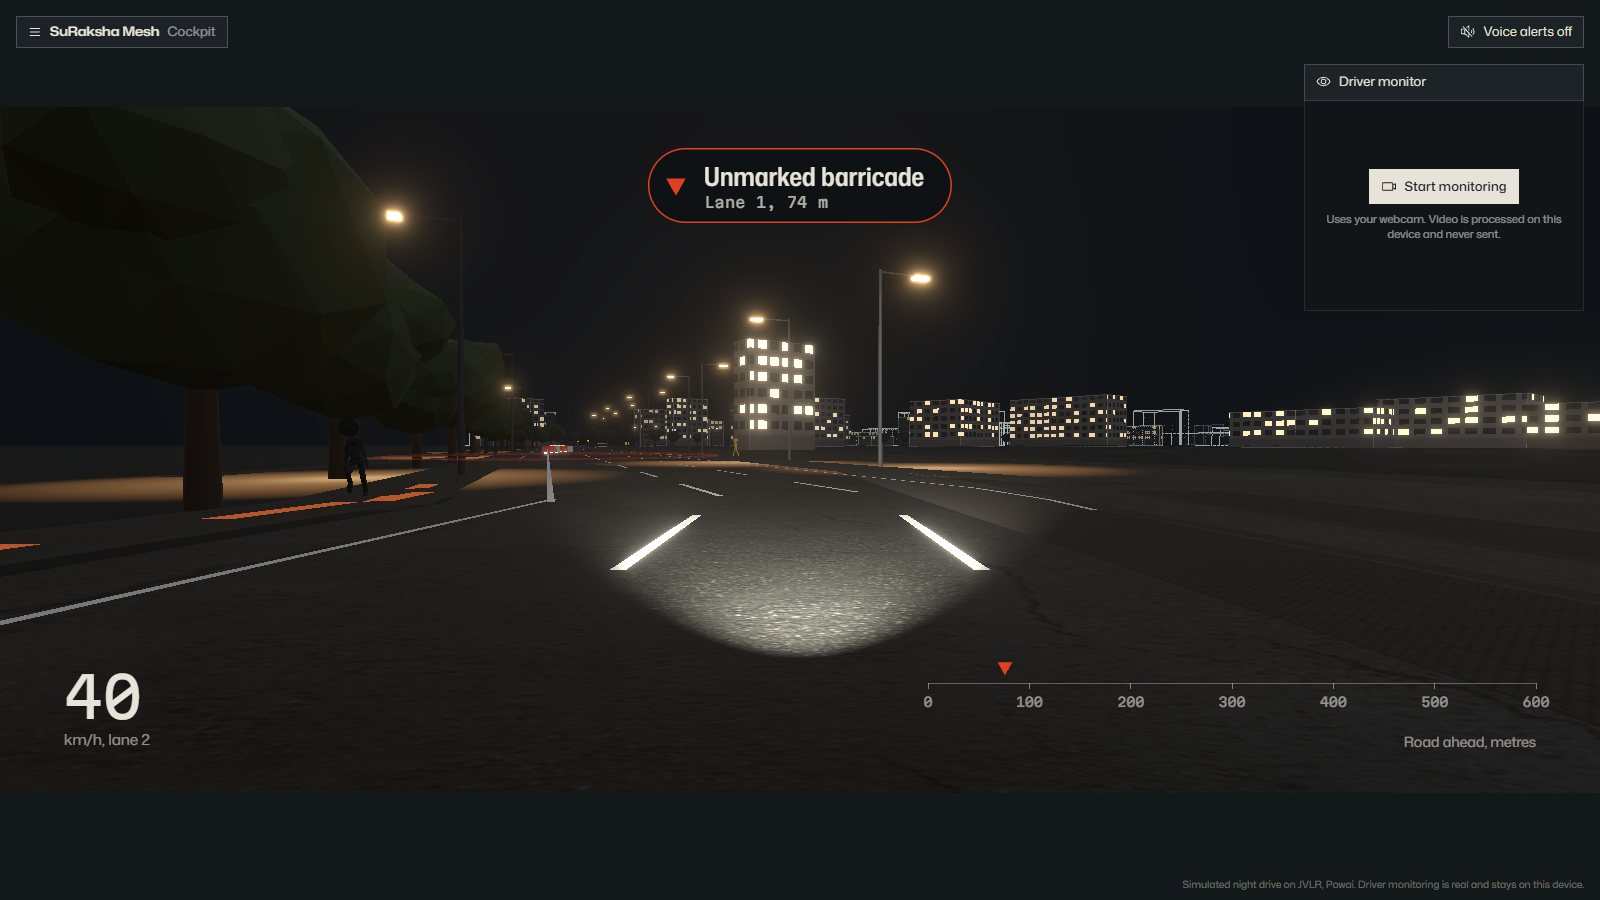 SuRaksha Mesh Cockpit
Voice alerts off
Driver monitor
Unmarked barricade
Lane 1, 74 m
Start monitoring
Uses your webcam. Video is processed on this
device and never sent.
40
km/h, lane 2
0 100 200 300 400 500 600
Road ahead, metres
Simulated night drive on JVLR, Powai. Driver monitoring is real and stays on this device.